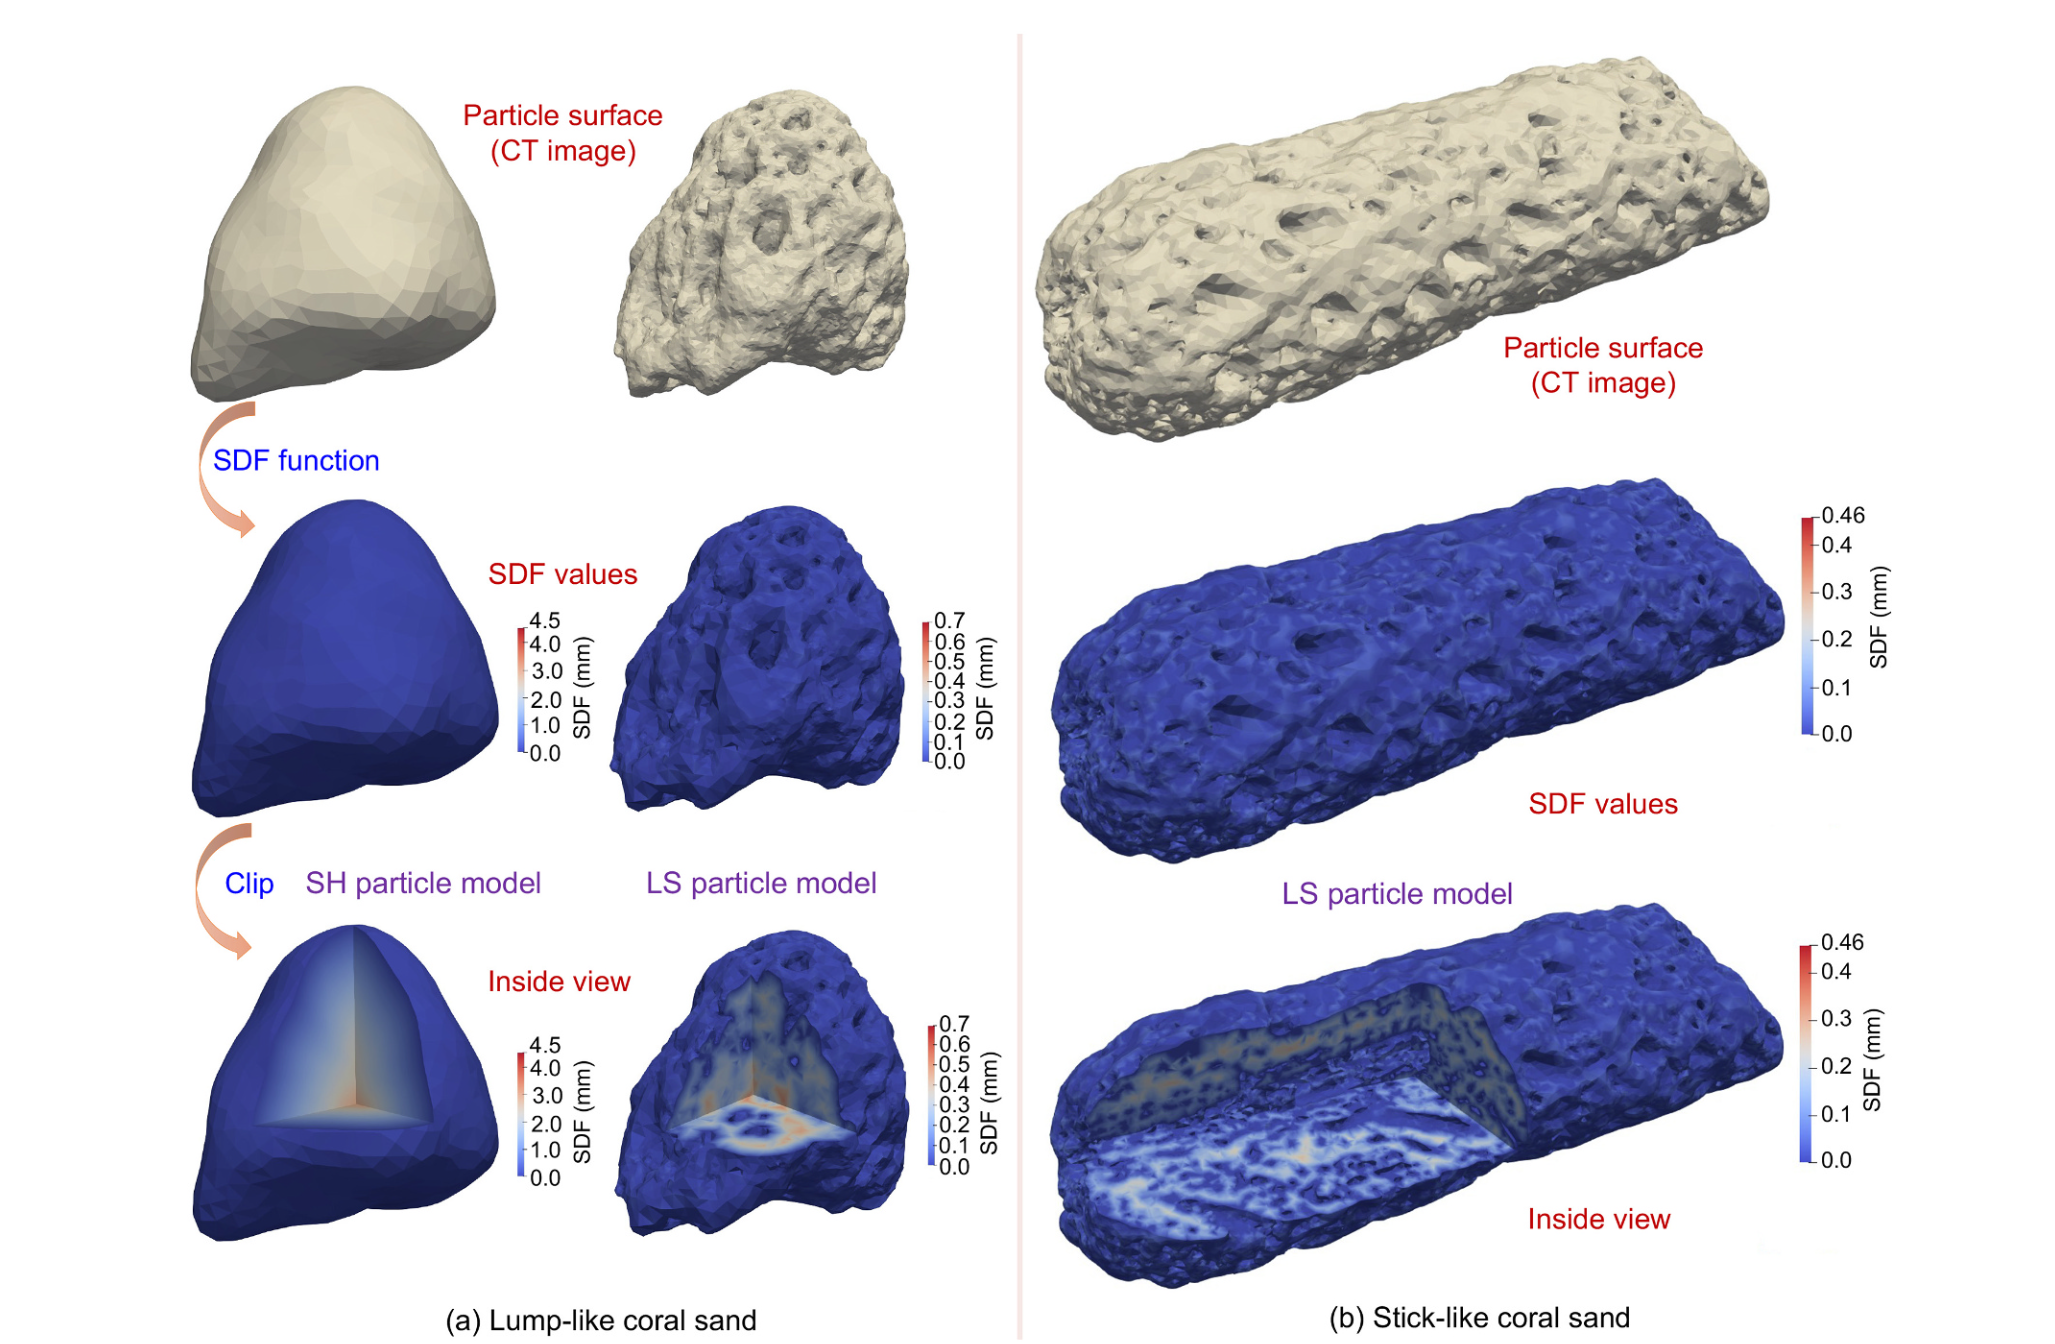 Particle surface
(CT image)
SDF function
SDF values
4.5
4.0
3.0
2.0
1.0
0.0
SDF (mm)
0.7
0.6
0.5
0.4
0.3
0.2
0.1
0.0
SDF (mm)
Clip
SH particle model
LS particle model
Inside view
4.5
4.0
3.0
2.0
1.0
0.0
SDF (mm)
0.7
0.6
0.5
0.4
0.3
0.2
0.1
0.0
SDF (mm)
(a) Lump-like coral sand
Particle surface
(CT image)
0.46
0.4
0.3
0.2
0.1
0.0
SDF (mm)
SDF values
LS particle model
0.46
0.4
0.3
0.2
0.1
0.0
SDF (mm)
Inside view
(b) Stick-like coral sand